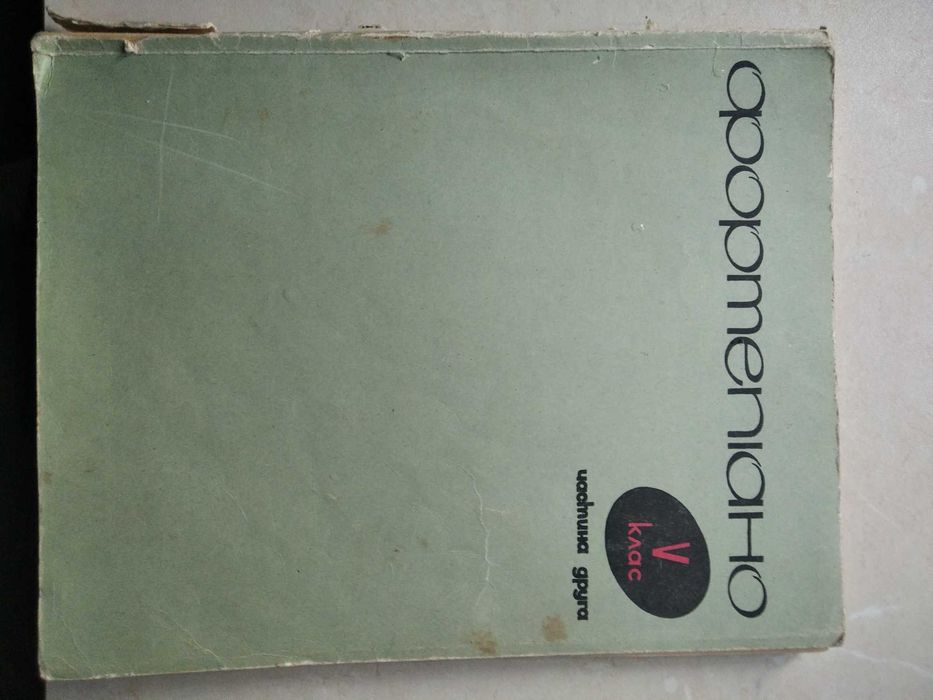 фортепіано
V
клас
частина друга